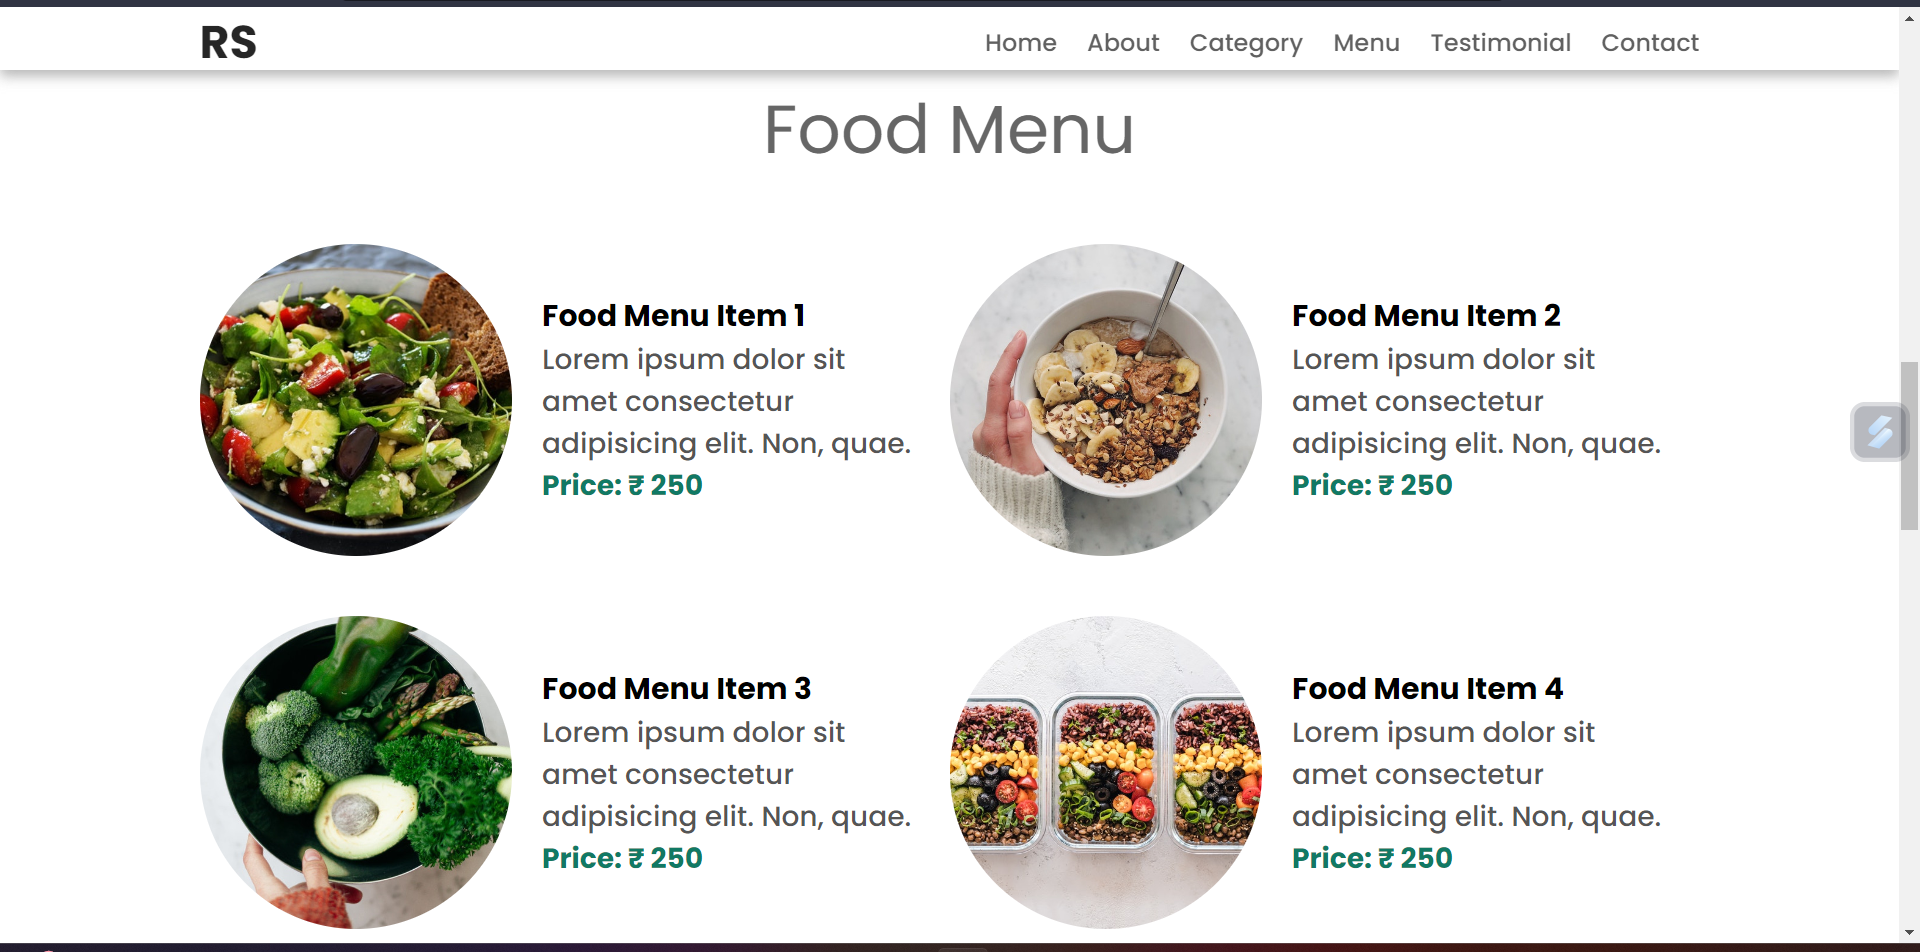 RS
Home About Category Menu Testimonial Contact
Food Menu
Food Menu Item 1
Lorem ipsum dolor sit
amet consectetur
adipisicing elit. Non, quae.
Price: ₹ 250
Food Menu Item 2
Lorem ipsum dolor sit
amet consectetur
adipisicing elit. Non, quae.
Price: ₹ 250
Food Menu Item 3
Lorem ipsum dolor sit
amet consectetur
adipisicing elit. Non, quae.
Price: ₹ 250
Food Menu Item 4
Lorem ipsum dolor sit
amet consectetur
adipisicing elit. Non, quae.
Price: ₹ 250